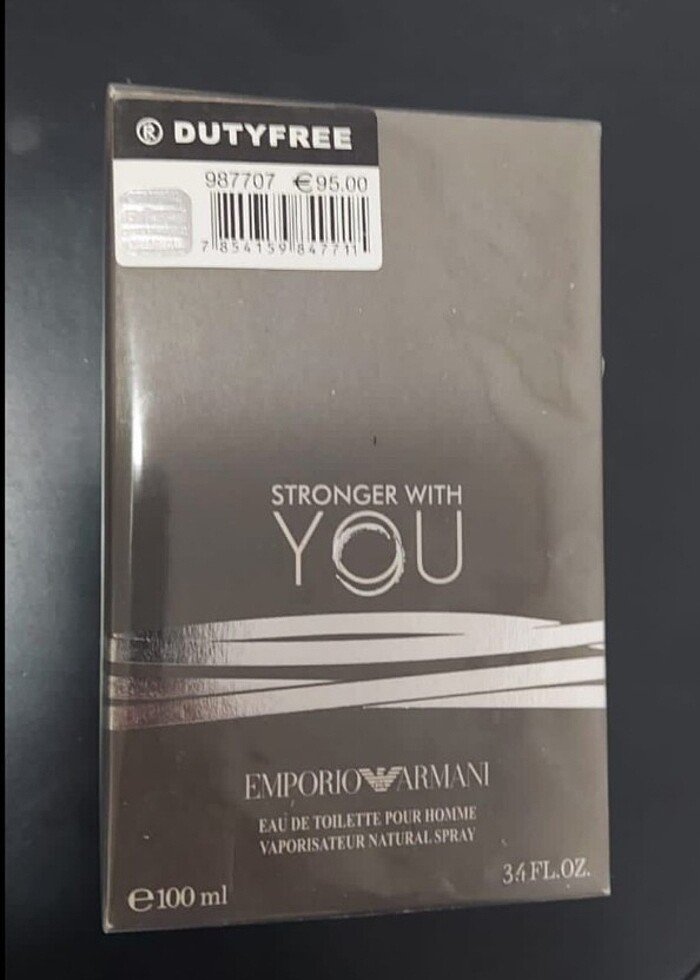 ® DUTYFREE
987707 €95.00
7 854159 847711
STRONGER WITH
YOU
EMPORIO ARMANI
EAU DE TOILETTE POUR HOMME
VAPORISATEUR NATURAL SPRAY
3.4 FL.OZ.
e100 ml